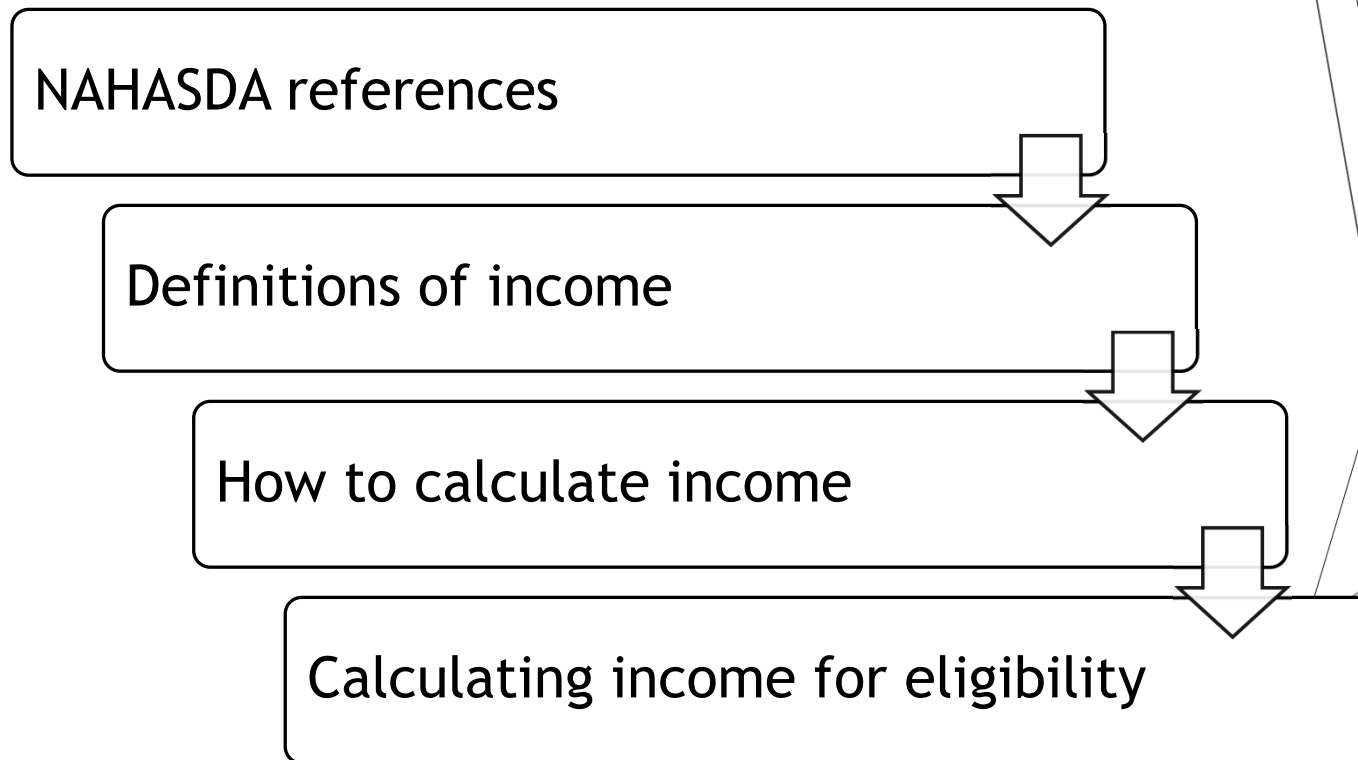 NAHASDA references
Definitions of income
How to calculate income
Calculating income for eligibility